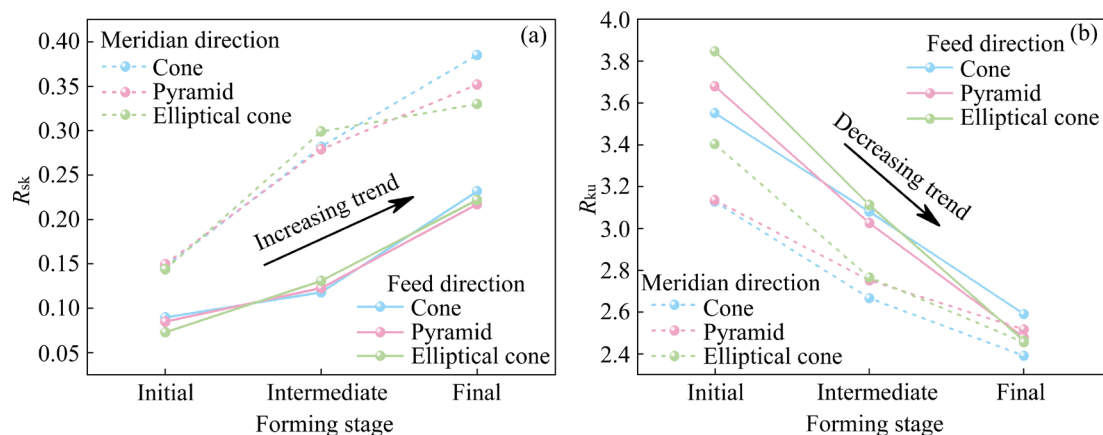 (a)
Meridian direction
Cone
Pyramid
Elliptical cone
0.40
0.35
0.30
0.25
0.20
0.15
0.10
0.05
Rsk
Increasing trend
Feed direction
Cone
Pyramid
Elliptical cone
Initial Intermediate Final
Forming stage
(b)
Feed direction
Cone
Pyramid
Elliptical cone
4.0
3.8
3.6
3.4
3.2
3.0
2.8
2.6
2.4
Rku
Decreasing trend
Meridian direction
Cone
Pyramid
Elliptical cone
Initial Intermediate Final
Forming stage